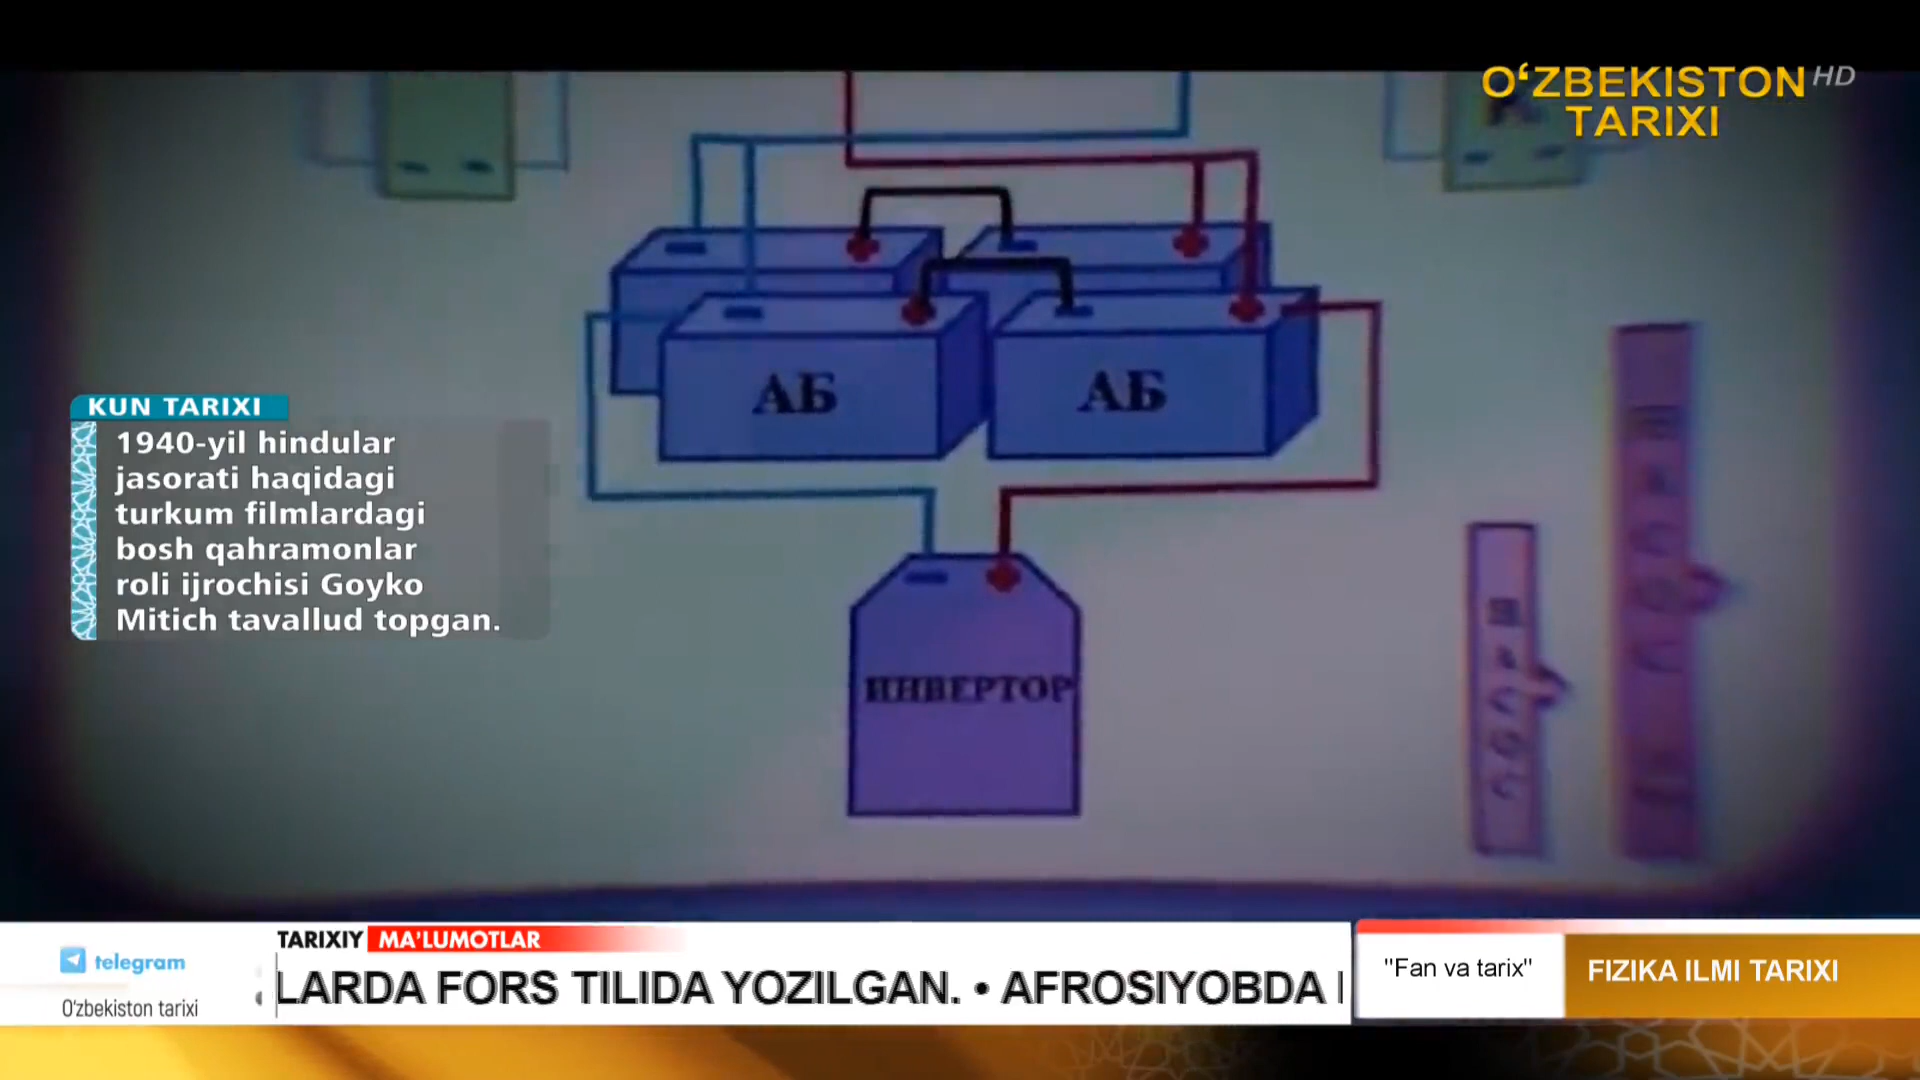 OʻZBEKISTON HD
TARIXI
АБ
АБ
KUN TARIXI
1940-yil hindular
jasorati haqidagi
turkum filmlardagi
bosh qahramonlar
roli ijrochisi Goyko
Mitich tavallud topgan.
ИНВЕРТОР
TARIXIY MA'LUMOTLAR
telegram
O'zbekiston tarixi
LARDA FORS TILIDA YOZILGAN. • AFROSIYOBDA
"Fan va tarix"
FIZIKA ILMI TARIXI